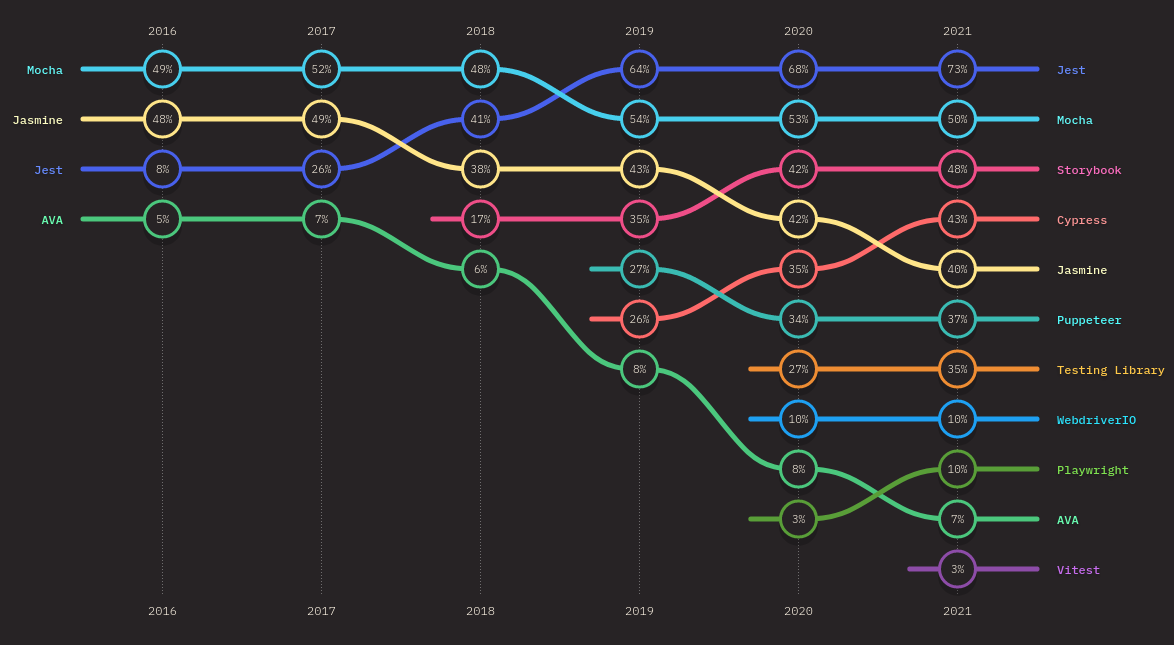 2016 2017 2018 2019 2020 2021
Mocha 49% 52% 48% 64% 68% 73% Jest
Jasmine 48% 49% 41% 54% 53% 50% Mocha
Jest 8% 26% 38% 43% 42% 48% Storybook
AVA 5% 7% 17% 35% 42% 43% Cypress
6% 27% 35% 40% Jasmine
26% 34% 37% Puppeteer
8% 27% 35% Testing Library
10% 10% WebdriverIO
8% 10% Playwright
3% 7% AVA
3% Vitest
2016 2017 2018 2019 2020 2021